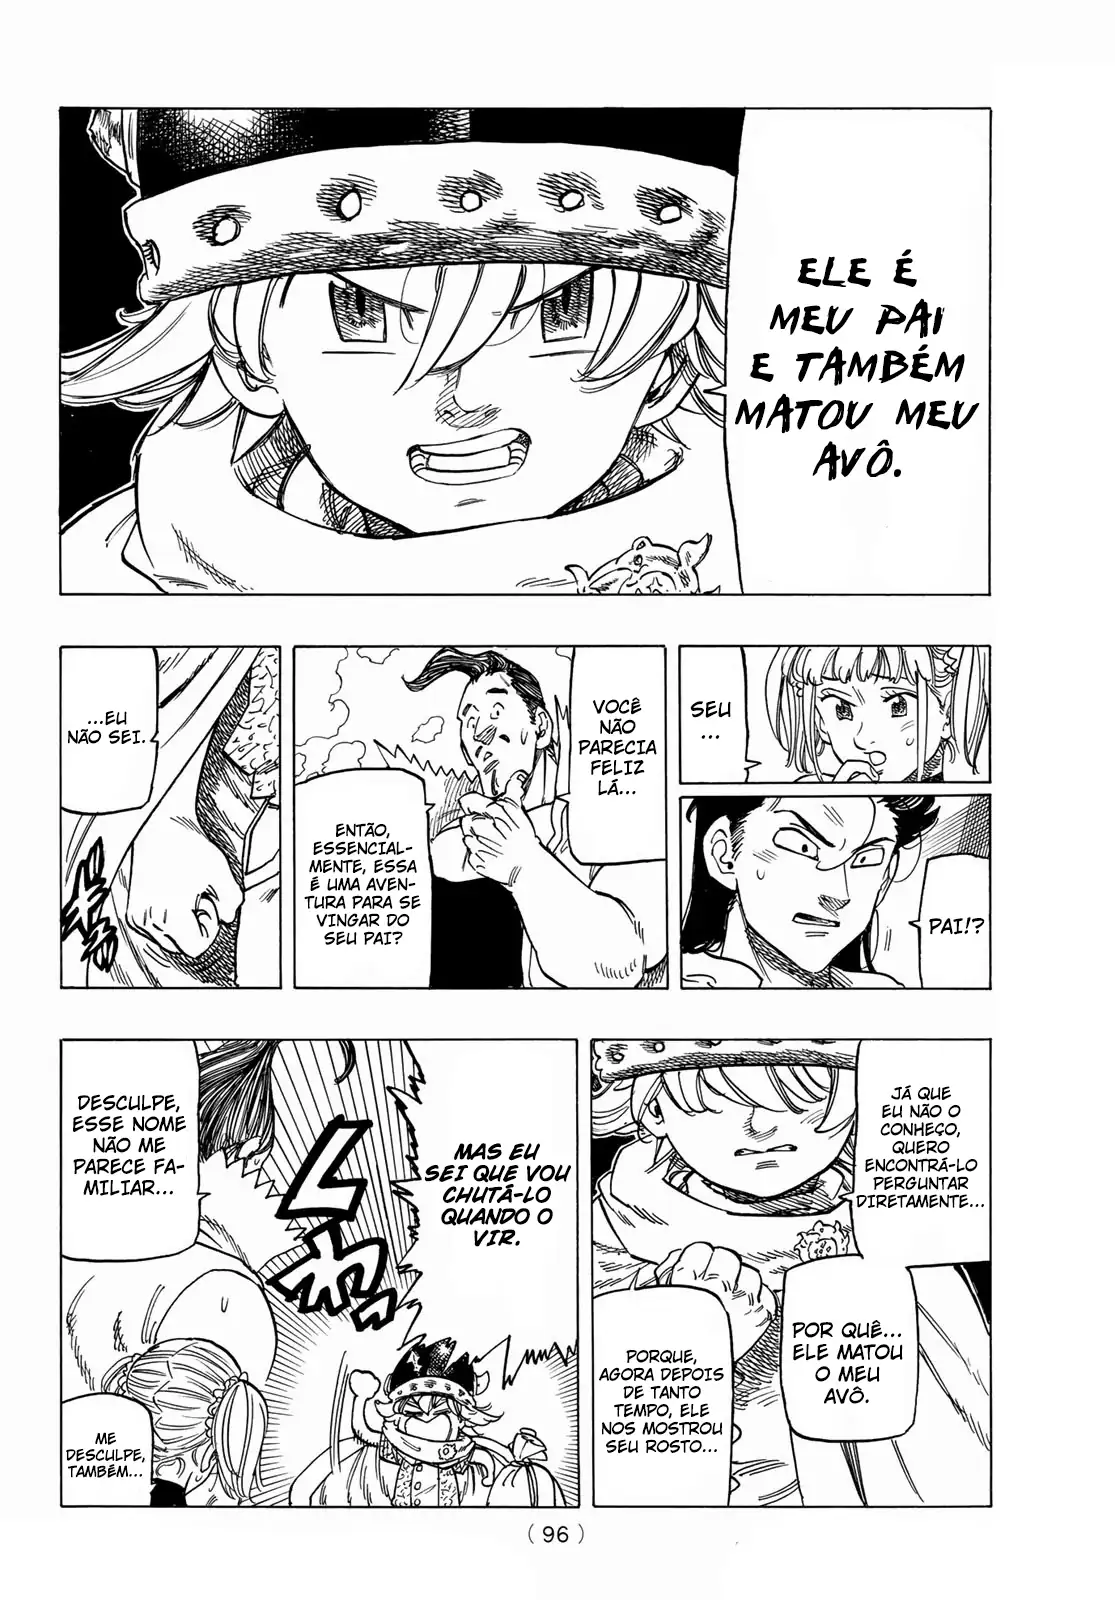 ELE É
MEU PAI
E TAMBÉM
MATOU MEU
AVÔ.
SEU
...
PAI!?
VOCÊ
NÃO
PARECIA
FELIZ
LÁ...
ENTÃO,
ESSENCIAL-
MENTE, ESSA
É UMA AVEN-
TURA PARA SE
VINGAR DO
SEU PAI?
...EU
NÃO SEI.
ギュ
JÁ QUE
EU NÃO O
CONHEÇO,
QUERO
ENCONTRÁ-LO
PERGUNTAR
DIRETAMENTE...
POR QUÊ...
ELE MATOU
O MEU
AVÔ.
PORQUE,
AGORA DEPOIS
DE TANTO
TEMPO, ELE
NOS MOSTROU
SEU ROSTO...
MAS EU
SEI QUE VOU
CHUTÁ-LO
QUANDO O
VIR.
DESCULPE,
ESSE NOME
NÃO ME
PARECE FA-
MILIAR...
ME
DESCULPE,
TAMBÉM...
(96)